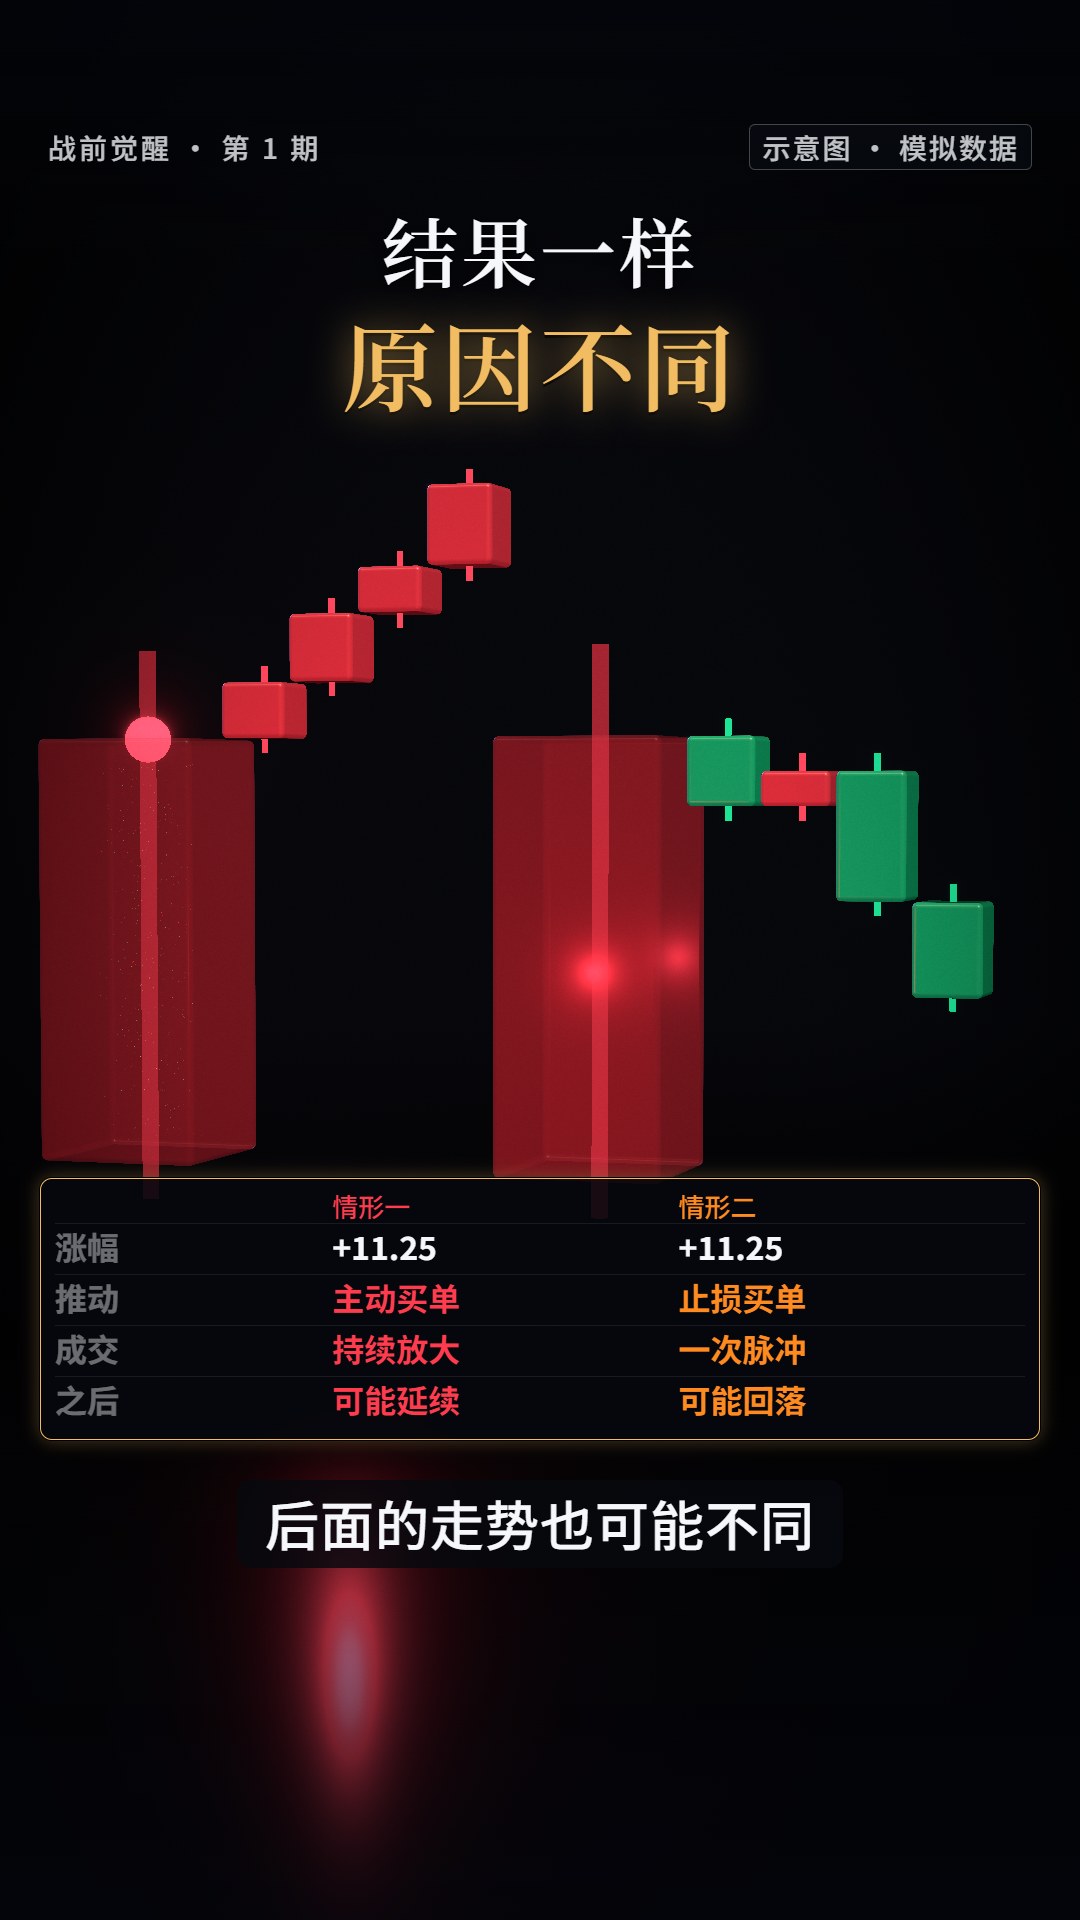 战前觉醒 · 第 1 期
示意图 · 模拟数据
结果一样
原因不同
情形一 情形二
涨幅 +11.25 +11.25
推动 主动买单 止损买单
成交 持续放大 一次脉冲
之后 可能延续 可能回落
后面的走势也可能不同